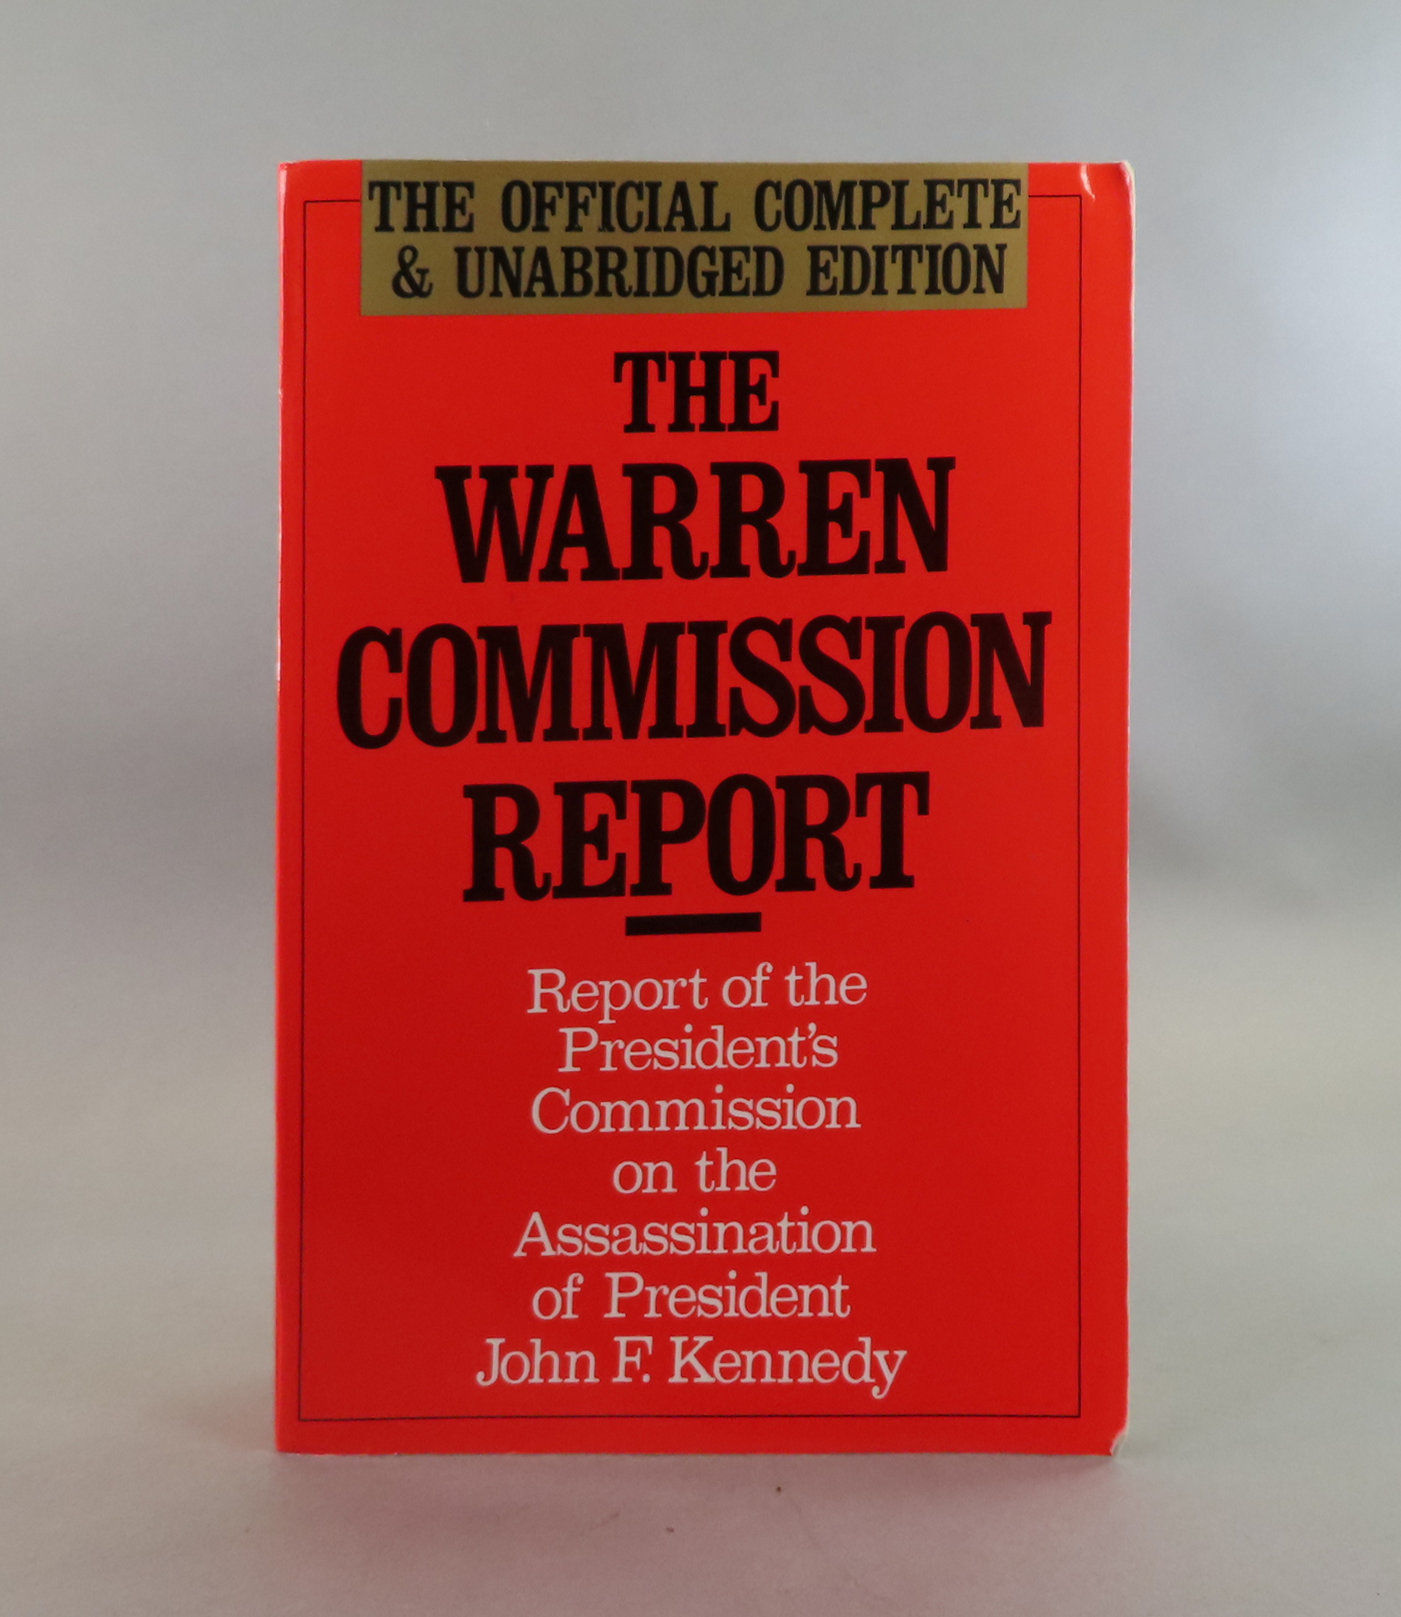 THE OFFICIAL COMPLETE
& UNABRIDGED EDITION
THE
WARREN
COMMISSION
REPORT
Report of the
President's
Commission
on the
Assassination
of President
John F. Kennedy